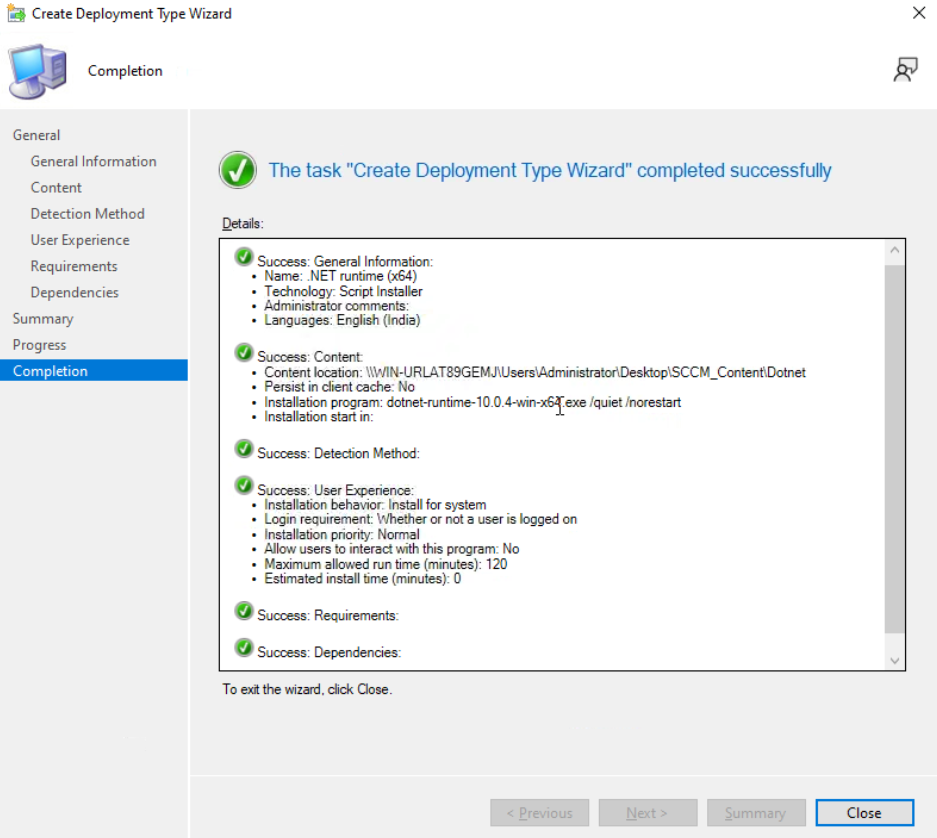 Create Deployment Type Wizard
Completion
General
General Information
Content
Detection Method
User Experience
Requirements
Dependencies
Summary
Progress
Completion
The task "Create Deployment Type Wizard" completed successfully
Details:
Success: General Information:
• Name: .NET runtime (x64)
• Technology: Script Installer
• Administrator comments:
• Languages: English (India)
Success: Content:
• Content location: \\\WIN-URLAT89GEMJ\Users\Administrator\Desktop\SCCM_Content\Dotnet
• Persist in client cache: No
• Installation program: dotnet-runtime-10.0.4-win-x64.exe /quiet /norestart
• Installation start in:
Success: Detection Method:
Success: User Experience:
• Installation behavior: Install for system
• Login requirement: Whether or not a user is logged on
• Installation priority: Normal
• Allow users to interact with this program: No
• Maximum allowed run time (minutes): 120
• Estimated install time (minutes): 0
Success: Requirements:
Success: Dependencies:
To exit the wizard, click Close.
< Previous
Next >
Summary
Close